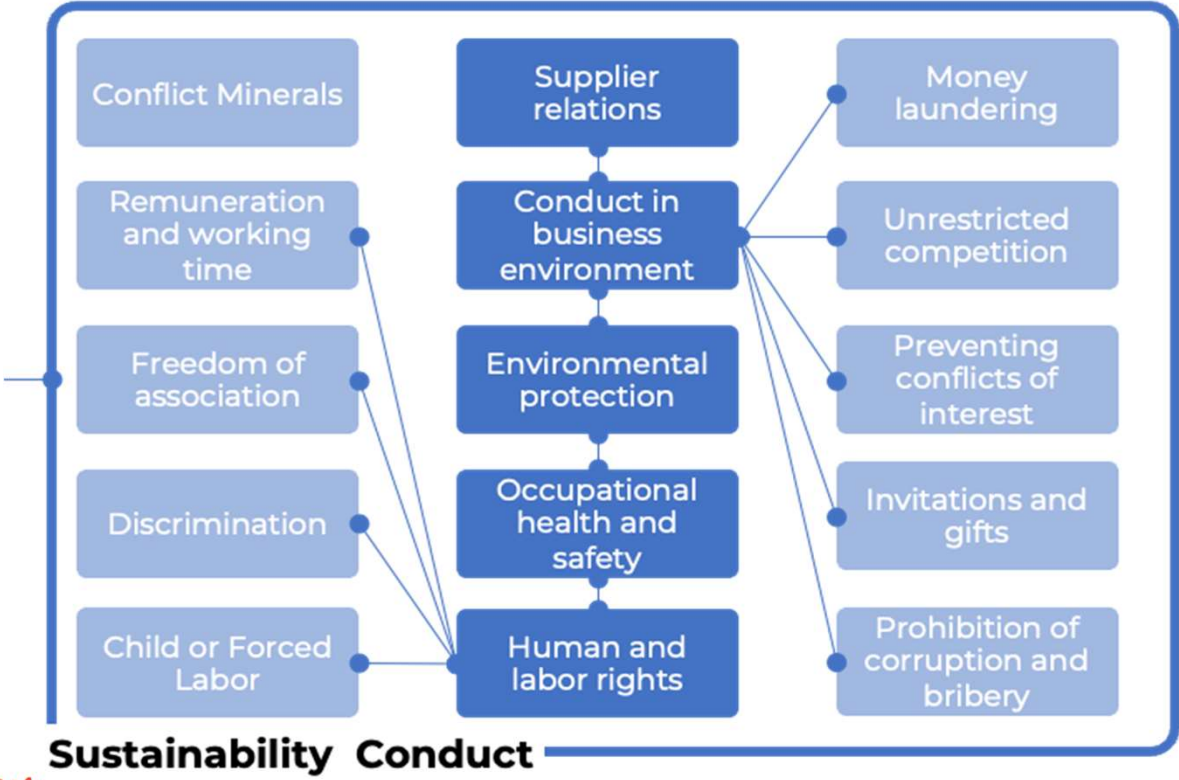 Conflict Minerals
Remuneration
and working
time
Freedom of
association
Discrimination
Child or Forced
Labor
Supplier
relations
Conduct in
business
environment
Environmental
protection
Occupational
health and
safety
Human and
labor rights
Money
laundering
Unrestricted
competition
Preventing
conflicts of
interest
Invitations and
gifts
Prohibition of
corruption and
bribery
Sustainability Conduct